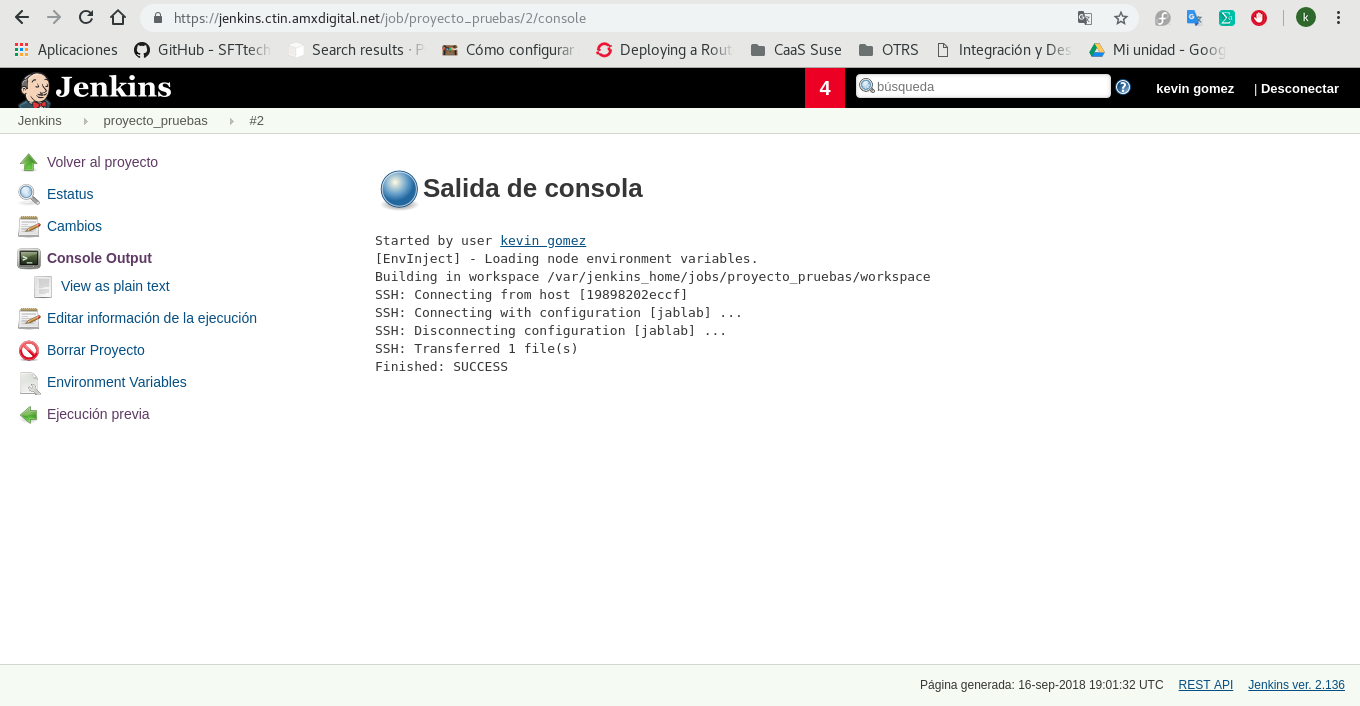 https://jenkins.ctin.amxdigital.net/job/proyecto_pruebas/2/console
k
Aplicaciones
GitHub - SFTtech
Search results · P
Cómo configurar
Deploying a Rout
CaaS Suse
OTRS
Integración y Des
Mi unidad - Goog
Jenkins
4
búsqueda
kevin gomez
| Desconectar
Jenkins
proyecto_pruebas
#2
Volver al proyecto
Estatus
Cambios
Console Output
View as plain text
Editar información de la ejecución
Borrar Proyecto
Environment Variables
Ejecución previa
Salida de consola
Started by user kevin gomez
[EnvInject] - Loading node environment variables.
Building in workspace /var/jenkins_home/jobs/proyecto_pruebas/workspace
SSH: Connecting from host [19898202eccf]
SSH: Connecting with configuration [jablab] ...
SSH: Disconnecting configuration [jablab] ...
SSH: Transferred 1 file(s)
Finished: SUCCESS
Página generada: 16-sep-2018 19:01:32 UTC
REST API
Jenkins ver. 2.136